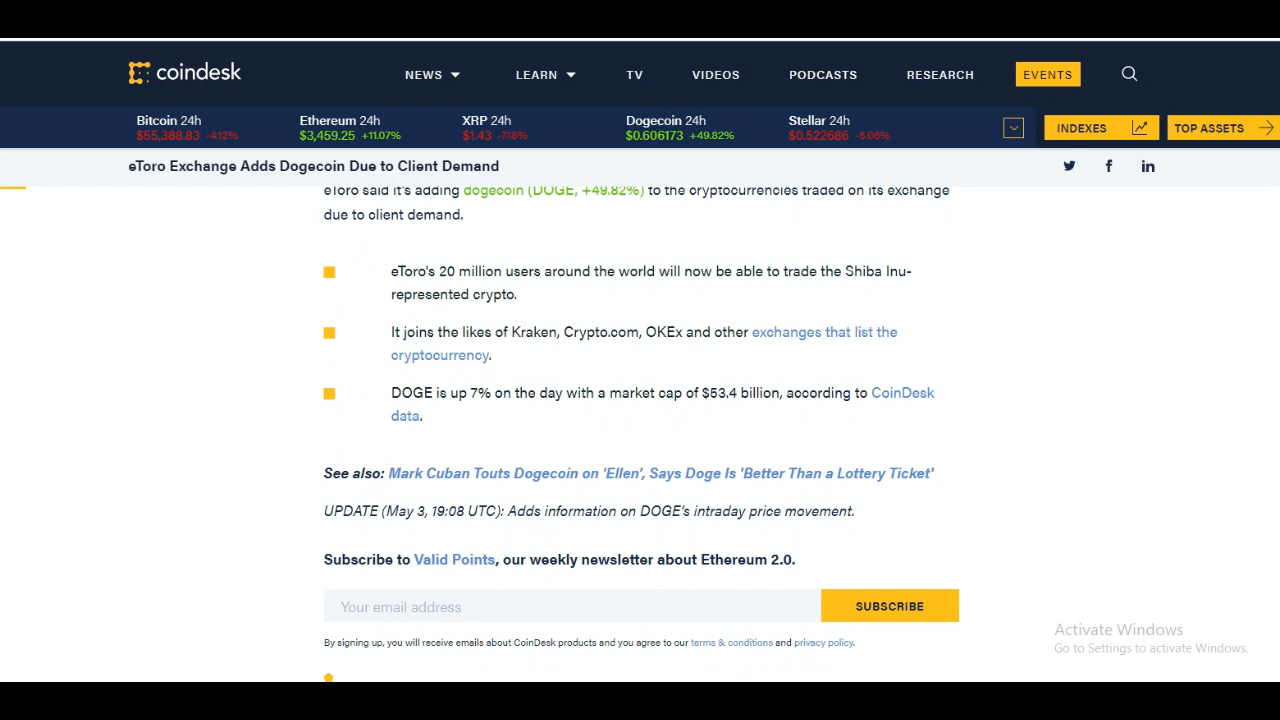 coindesk
NEWS LEARN TV VIDEOS PODCASTS RESEARCH EVENTS
Bitcoin 24h Ethereum 24h XRP 24h Dogecoin 24h Stellar 24h
$55,388.83 -4.12% $3,459.25 +11.07% $1.43 -7.18% $0.606173 +49.82% $0.522686 -5.06%
INDEXES TOP ASSETS
eToro Exchange Adds Dogecoin Due to Client Demand
eToro said it's adding dogecoin (DOGE, +49.82%) to the cryptocurrencies traded on its exchange
due to client demand.
eToro's 20 million users around the world will now be able to trade the Shiba Inu-
represented crypto.
It joins the likes of Kraken, Crypto.com, OKEx and other exchanges that list the
cryptocurrency.
DOGE is up 7% on the day with a market cap of $53.4 billion, according to CoinDesk
data.
See also: Mark Cuban Touts Dogecoin on 'Ellen', Says Doge Is 'Better Than a Lottery Ticket'
UPDATE (May 3, 19:08 UTC): Adds information on DOGE's intraday price movement.
Subscribe to Valid Points, our weekly newsletter about Ethereum 2.0.
Your email address
SUBSCRIBE
By signing up, you will receive emails about CoinDesk products and you agree to our terms & conditions and privacy policy.
Activate Windows
Go to Settings to activate Windows.